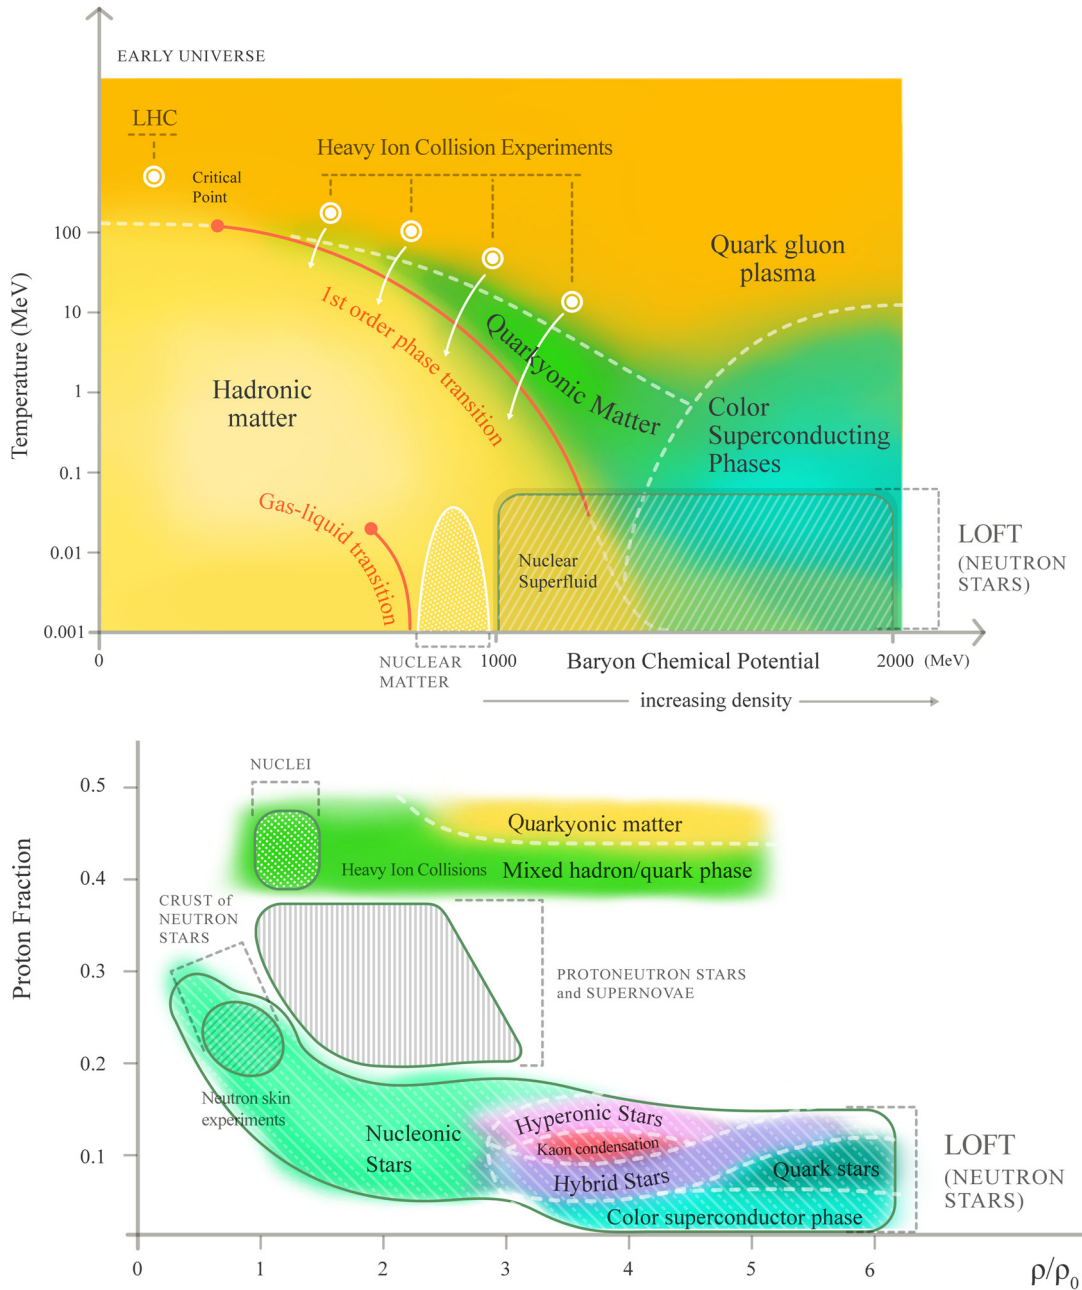 EARLY UNIVERSE
LHC
Heavy Ion Collision Experiments
Critical
Point
100
10
1
0.1
0.01
0.001
Temperature (MeV)
Quark gluon
plasma
1st order phase transition
Quarkyonic Matter
Hadronic
matter
Color
Superconducting
Phases
Gas-liquid transition
Nuclear
Superfluid
LOFT
(NEUTRON
STARS)
0
1000
2000 (MeV)
NUCLEAR
MATTER
Baryon Chemical Potential
increasing density
NUCLEI
0.5
0.4
0.3
0.2
0.1
Proton Fraction
Quarkyonic matter
Heavy Ion Collisions
Mixed hadron/quark phase
CRUST of
NEUTRON
STARS
PROTONEUTRON STARS
and SUPERNOVAE
Neutron skin
experiments
Nucleonic
Stars
Hyperonic Stars
Kaon condensation
Hybrid Stars
Quark stars
Color superconductor phase
LOFT
(NEUTRON
STARS)
0 1 2 3 4 5 6
ρ/ρ₀